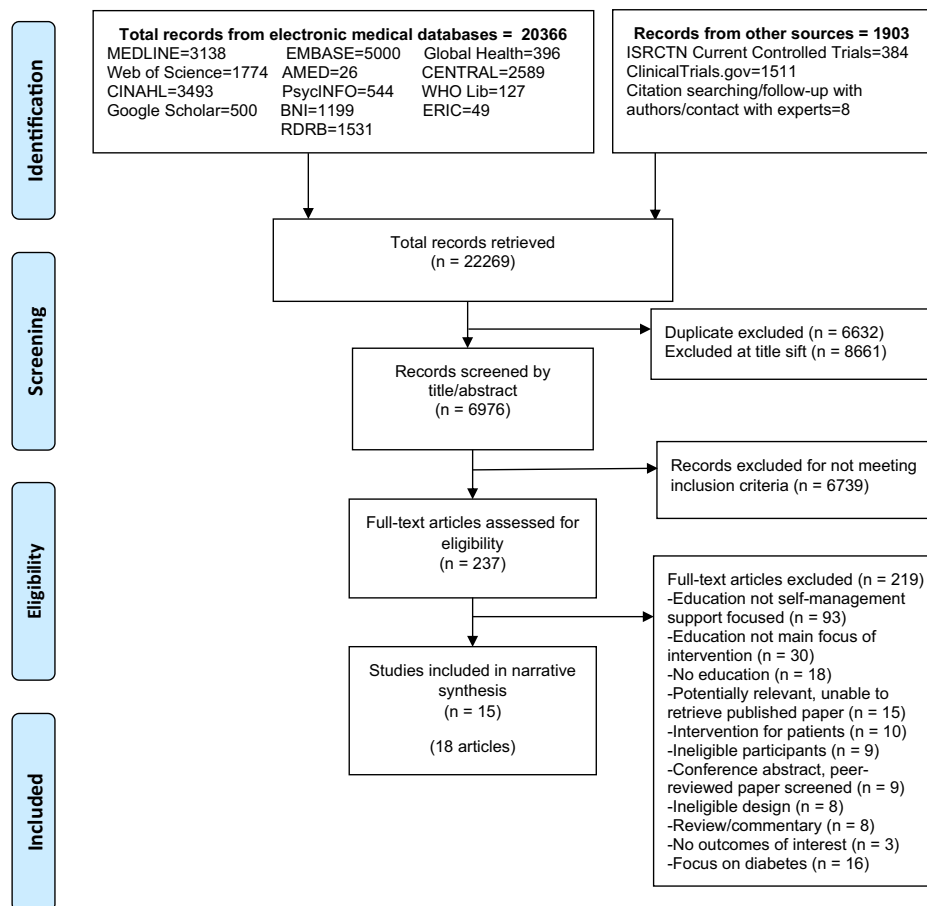 Identification
Total records from electronic medical databases = 20366
MEDLINE=3138 EMBASE=5000 Global Health=396
Web of Science=1774 AMED=26 CENTRAL=2589
CINAHL=3493 PsycINFO=544 WHO Lib=127
Google Scholar=500 BNI=1199 ERIC=49
RDRB=1531
Records from other sources = 1903
ISRCTN Current Controlled Trials=384
ClinicalTrials.gov=1511
Citation searching/follow-up with
authors/contact with experts=8
Total records retrieved
(n = 22269)
Screening
Duplicate excluded (n = 6632)
Excluded at title sift (n = 8661)
Records screened by
title/abstract
(n = 6976)
Records excluded for not meeting
inclusion criteria (n = 6739)
Eligibility
Full-text articles assessed for
eligibility
(n = 237)
Full-text articles excluded (n = 219)
-Education not self-management
support focused (n = 93)
-Education not main focus of
intervention (n = 30)
-No education (n = 18)
-Potentially relevant, unable to
retrieve published paper (n = 15)
-Intervention for patients (n = 10)
-Ineligible participants (n = 9)
-Conference abstract, peer-
reviewed paper screened (n = 9)
-Ineligible design (n = 8)
-Review/commentary (n = 8)
-No outcomes of interest (n = 3)
-Focus on diabetes (n = 16)
Included
Studies included in narrative
synthesis
(n = 15)
(18 articles)